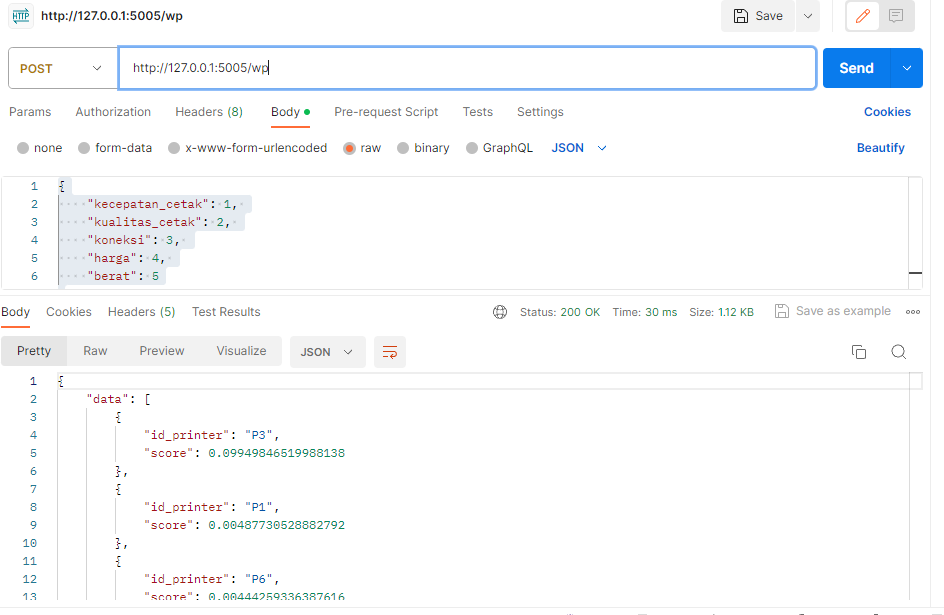 HTTP http://127.0.0.1:5005/wp Save
POST http://127.0.0.1:5005/wp Send
Params Authorization Headers (8) Body Pre-request Script Tests Settings Cookies
none form-data x-www-form-urlencoded raw binary GraphQL JSON Beautify
1 {
2 ····"kecepatan_cetak":·1,·
3 ····"kualitas_cetak":·2,·
4 ····"koneksi":·3,·
5 ····"harga":·4,·
6 ····"berat":·5
Body Cookies Headers (5) Test Results Status: 200 OK Time: 30 ms Size: 1.12 KB Save as example
Pretty Raw Preview Visualize JSON
1 {
2 "data": [
3 {
4 "id_printer": "P3",
5 "score": 0.09949846519988138
6 },
7 {
8 "id_printer": "P1",
9 "score": 0.00487730528882792
10 },
11 {
12 "id_printer": "P6",
13 "score": 0.00444259336387616